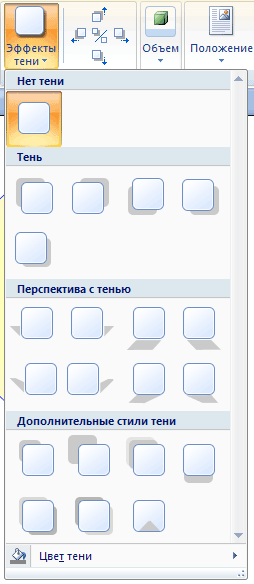 Эффекты
тени
Объем
Положение
Нет тени
Тень
Перспектива с тенью
Дополнительные стили тени
Цвет тени